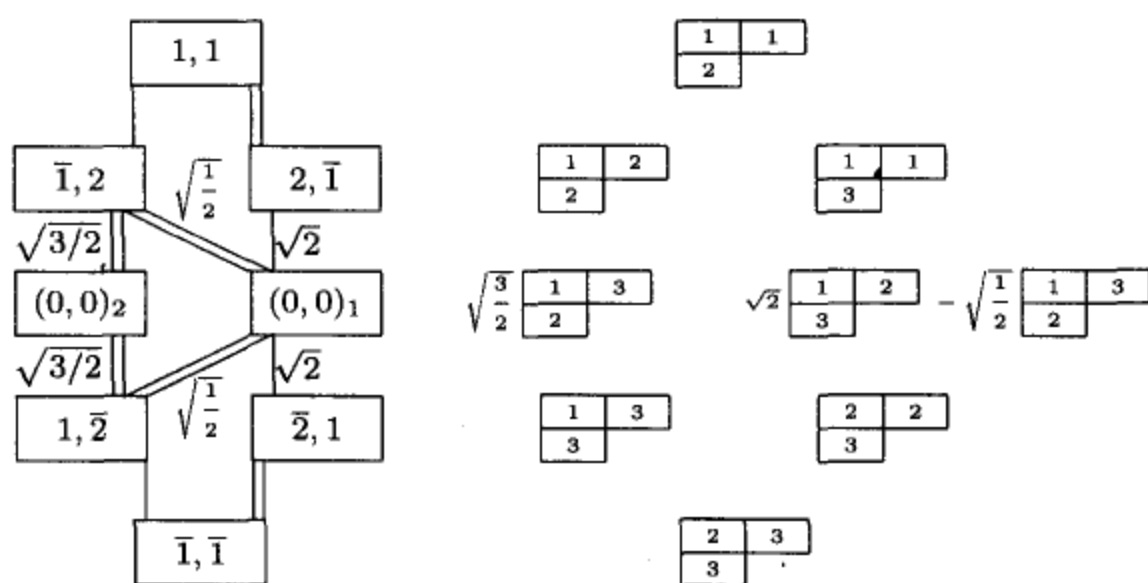 1, 1 1 1
2
1̅, 2 √1/2 2, 1̅ 1 2 1 1
2 3
√3/2 √2
(0, 0)₂ (0, 0)₁ √3/2 1 3 √2 1 2 − √1/2 1 3
2 3 2
√3/2 √2
1, 2̅ √1/2 2̅, 1 1 3 2 2
3 3
1̅, 1̅ 2 3
3